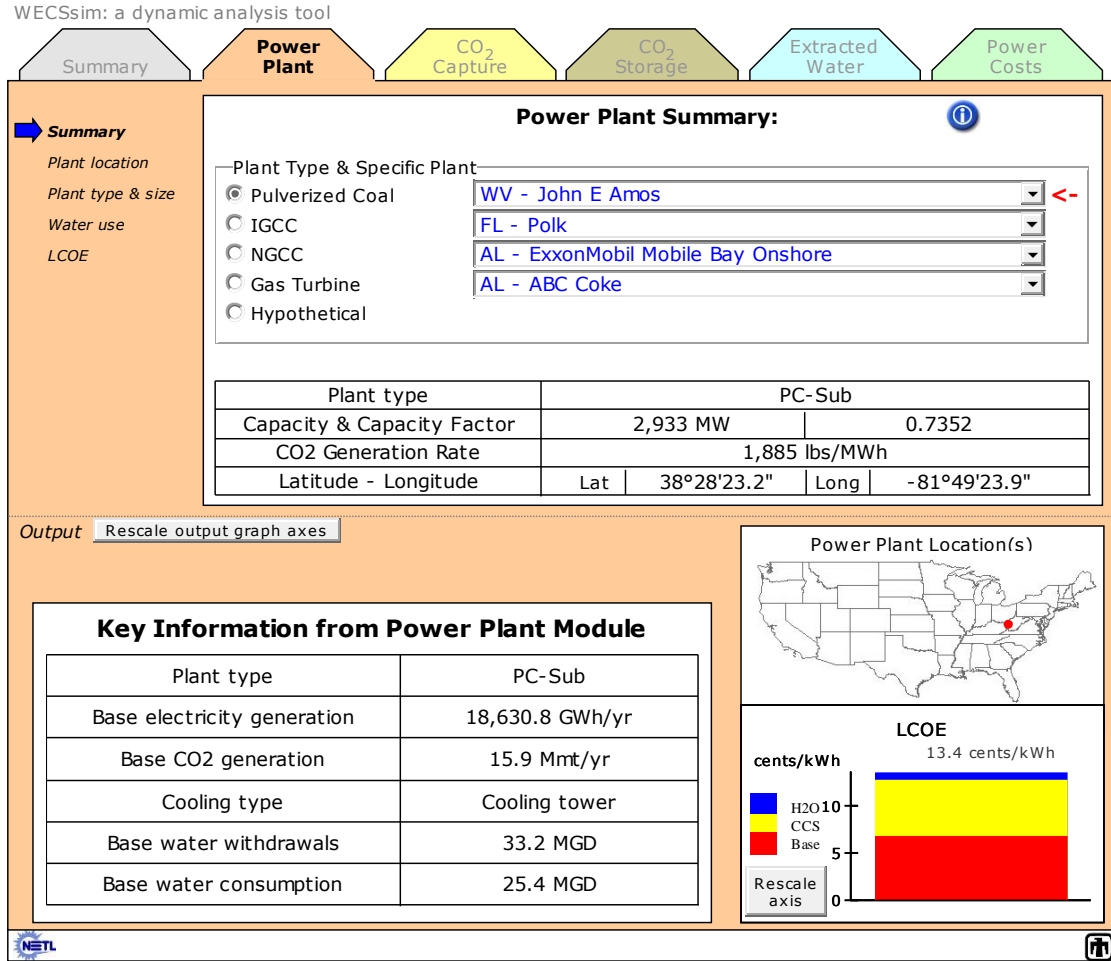 WECSsim: a dynamic analysis tool
Summary
Power
Plant
CO2
Capture
CO2
Storage
Extracted
Water
Power
Costs
Summary
Plant location
Plant type & size
Water use
LCOE
Power Plant Summary:
i
Plant Type & Specific Plant
Pulverized Coal WV - John E Amos <-
IGCC FL - Polk
NGCC AL - ExxonMobil Mobile Bay Onshore
Gas Turbine AL - ABC Coke
Hypothetical
Plant type PC-Sub
Capacity & Capacity Factor 2,933 MW 0.7352
CO2 Generation Rate 1,885 lbs/MWh
Latitude - Longitude Lat 38°28'23.2" Long -81°49'23.9"
Output Rescale output graph axes
Key Information from Power Plant Module
Plant type PC-Sub
Base electricity generation 18,630.8 GWh/yr
Base CO2 generation 15.9 Mmt/yr
Cooling type Cooling tower
Base water withdrawals 33.2 MGD
Base water consumption 25.4 MGD
Power Plant Location(s)
LCOE
13.4 cents/kWh
cents/kWh
H2O 10
CCS
Base
5
0
Rescale
axis
NETL